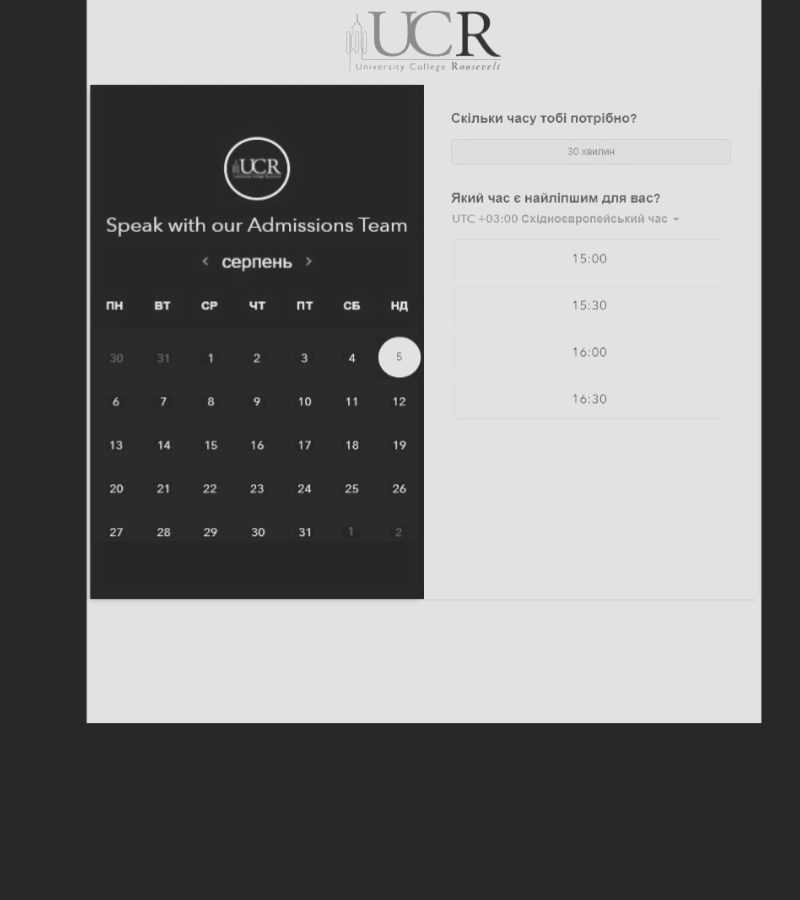 UCR
University College Roosevelt
UCR
Speak with our Admissions Team
‹ серпень ›
ПН ВТ СР ЧТ ПТ СБ НД
30 31 1 2 3 4 5
6 7 8 9 10 11 12
13 14 15 16 17 18 19
20 21 22 23 24 25 26
27 28 29 30 31 1 2
Скільки часу тобі потрібно?
30 хвилин
Який час є найліпшим для вас?
UTC +03:00 Східноєвропейський час
15:00
15:30
16:00
16:30